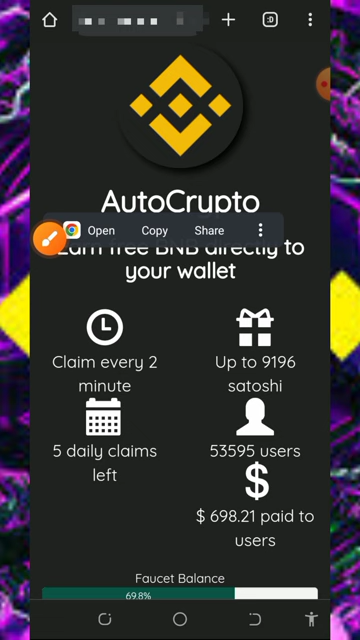 :D
AutoCrypto
Open Copy Share
Earn free BNB directly to
your wallet
Claim every 2
minute
Up to 9196
satoshi
5 daily claims
left
53595 users
$ 698.21 paid to
users
Faucet Balance
69.8%